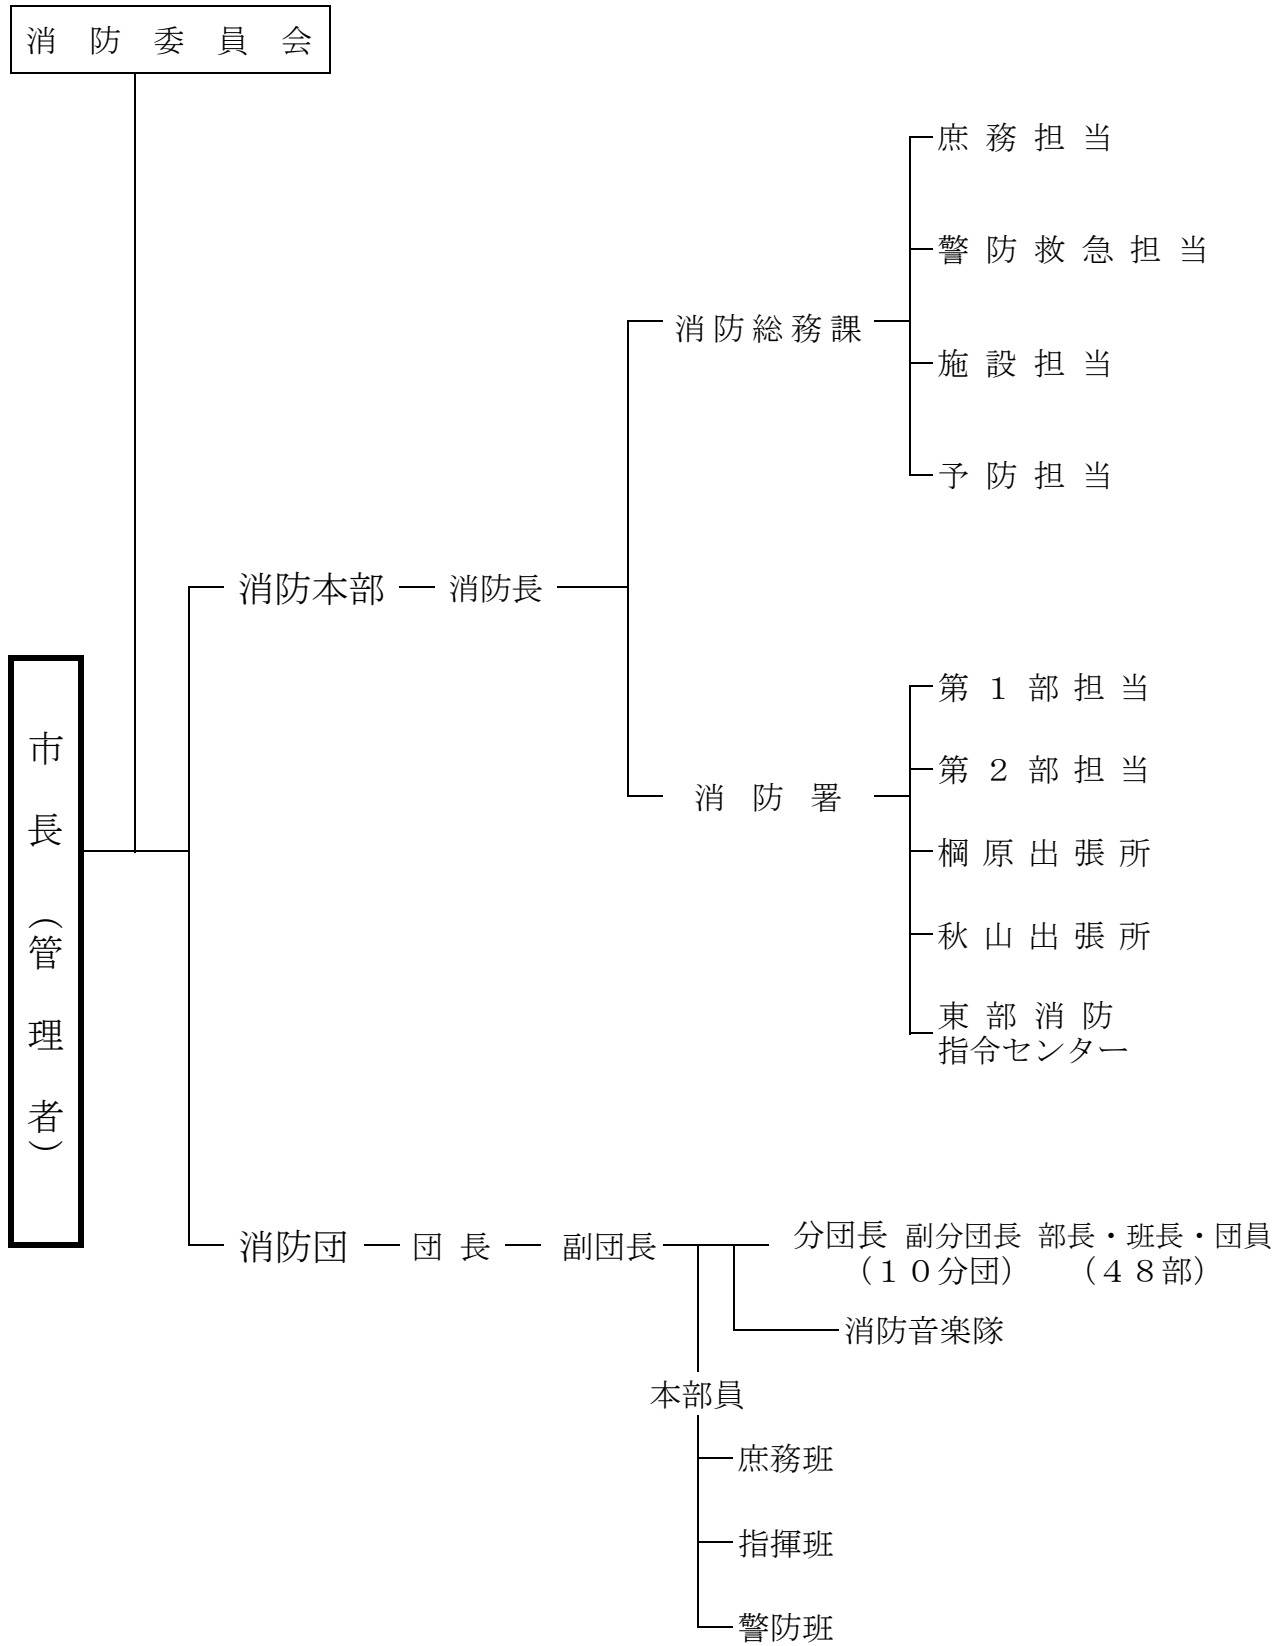 消防委員会
庶務担当
警防救急担当
消防総務課
施設担当
予防担当
消防本部
消防長
市長（管理者）
第１部担当
第２部担当
消防署
棡原出張所
秋山出張所
東部消防
指令センター
消防団
団長
副団長
分団長 副分団長 部長・班長・団員
（１０分団） （４８部）
消防音楽隊
本部員
庶務班
指揮班
警防班